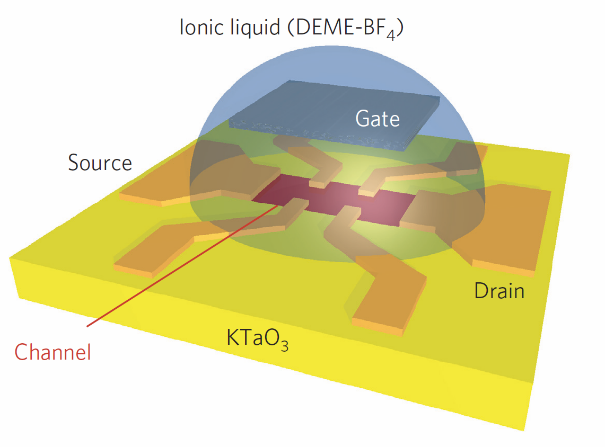 Ionic liquid (DEME-BF₄)
Gate
Source
Drain
KTaO₃
Channel